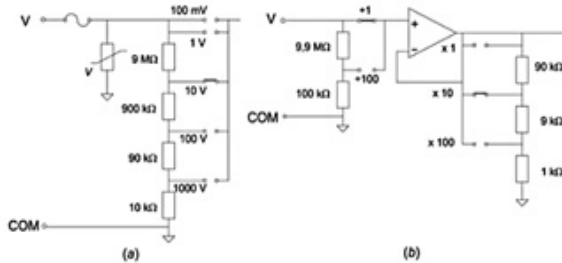 V
100 mV
1 V
9 MΩ
10 V
V
900 kΩ
100 V
90 kΩ
1000 V
10 kΩ
COM
(a)
V
÷1
+
−
9,9 MΩ
÷100
100 kΩ
COM
x 1
90 kΩ
x 10
9 kΩ
x 100
1 kΩ
(b)